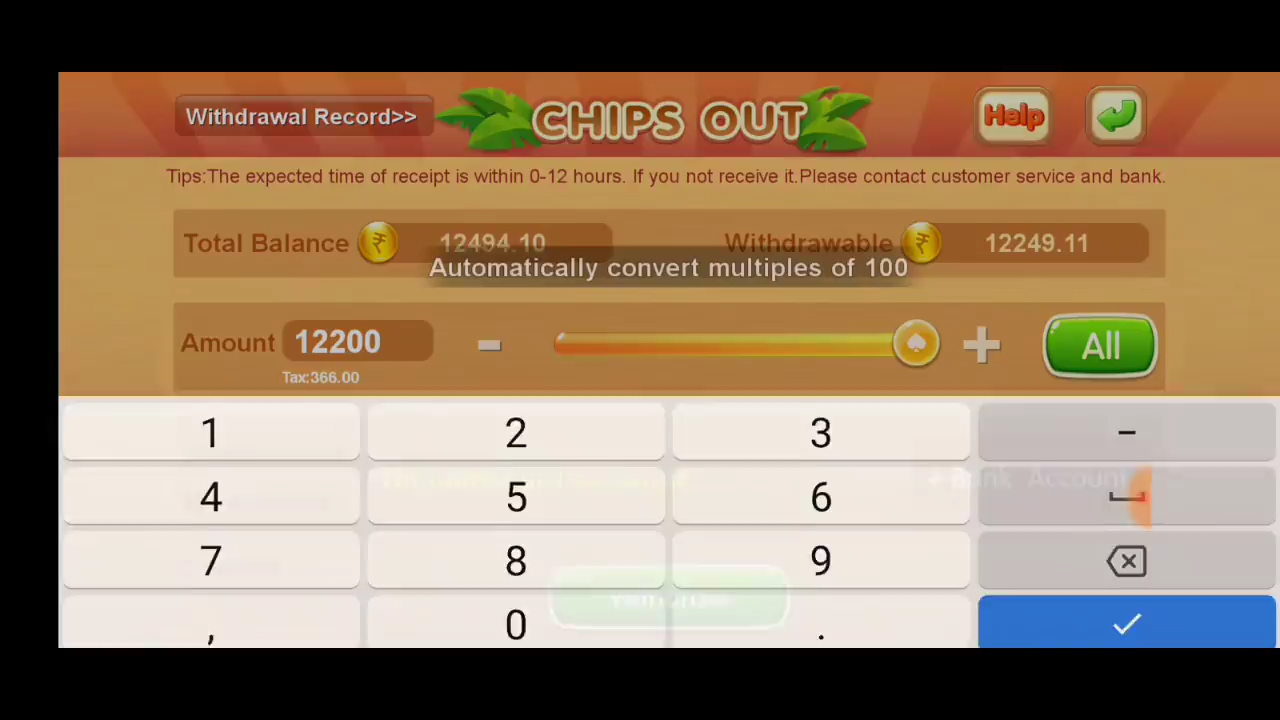 Withdrawal Record>>
CHIPS OUT
Help
Tips:The expected time of receipt is within 0-12 hours. If you not receive it.Please contact customer service and bank.
Total Balance 12494.10 Withdrawable 12249.11
Automatically convert multiples of 100
Amount 12200 - + All
Tax:366.00
1 2 3 -
+Bank Account
4 5 6
7 8 9
, 0 .